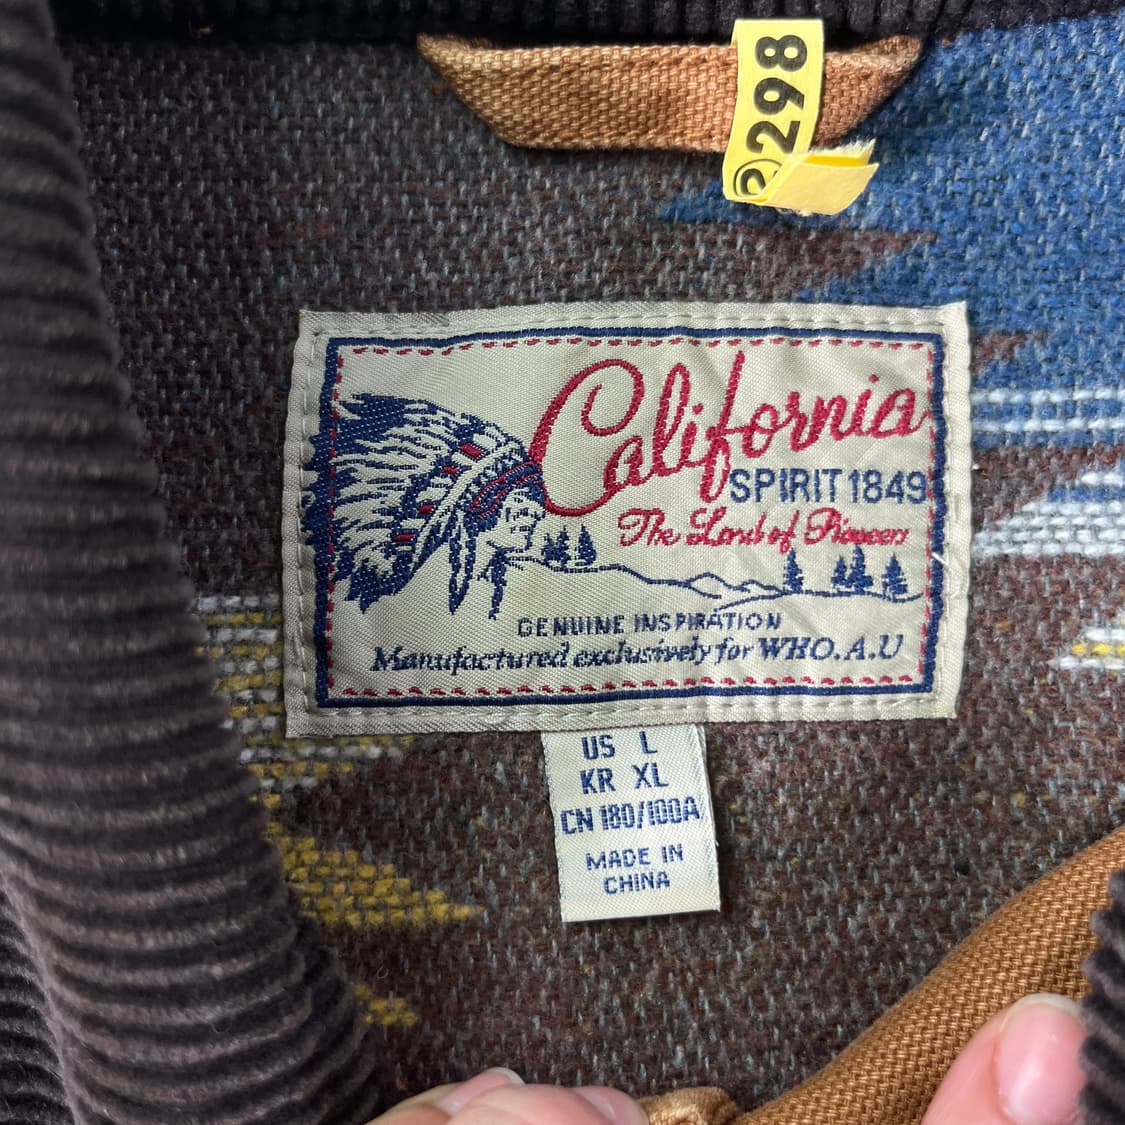 298
California
SPIRIT 1849
The Land of Pioneers
GENUINE INSPIRATION
Manufactured exclusively for WHO.A.U
US L
KR XL
CN 180/100A
MADE IN
CHINA